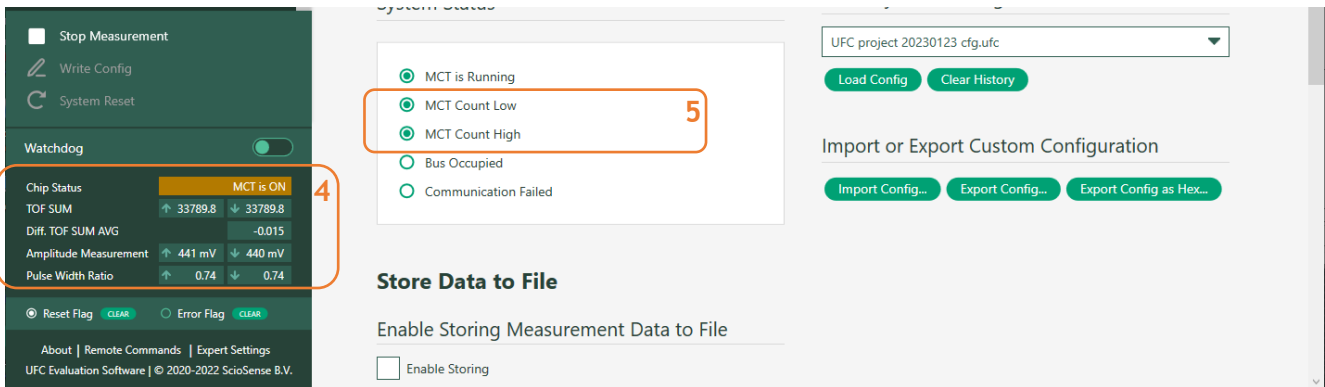 Stop Measurement
Write Config
System Reset
Watchdog
Chip Status MCT is ON
TOF SUM ↑ 33789.8 ↓ 33789.8
Diff. TOF SUM AVG -0.015
Amplitude Measurement ↑ 441 mV ↓ 440 mV
Pulse Width Ratio ↑ 0.74 ↓ 0.74
4
Reset Flag CLEAR Error Flag CLEAR
About | Remote Commands | Expert Settings
UFC Evaluation Software | © 2020-2022 ScioSense B.V.
System Status
MCT is Running
MCT Count Low
MCT Count High
5
Bus Occupied
Communication Failed
Store Data to File
Enable Storing Measurement Data to File
Enable Storing
UFC project 20230123 cfg.ufc
Load Config Clear History
Import or Export Custom Configuration
Import Config... Export Config... Export Config as Hex...